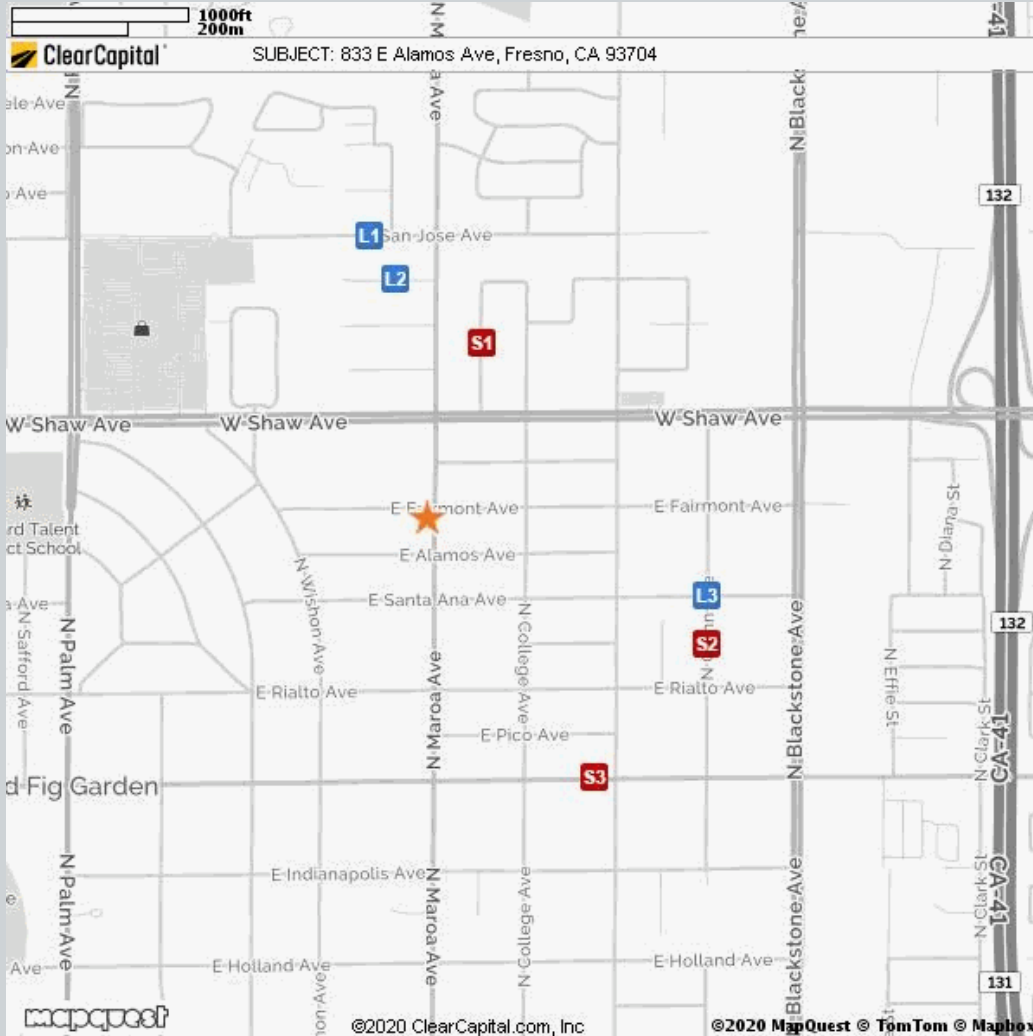 1000ft
200m
ClearCapital
SUBJECT: 833 E Alamos Ave, Fresno, CA 93704
CA-41
132
L1
San Jose Ave
L2
S1
W Shaw Ave
W Shaw Ave
W Shaw Ave
E Fairmont Ave
E Fairmont Ave
E Alamos Ave
N Diana St
E Santa Ana Ave
L3
N Wishon Ave
N College Ave
S2
132
N Safford Ave
N Palm Ave
N Maroa Ave
N Blackstone Ave
N Effie St
E Rialto Ave
E Rialto Ave
E Pico Ave
N Clark St
CA-41
S3
d Fig Garden
E Indianapolis Ave
N Palm Ave
N Maroa Ave
N College Ave
N Blackstone Ave
N Clark St
CA-41
E Holland Ave
E Holland Ave
131
mapquest
©2020 ClearCapital.com, Inc
©2020 MapQuest © TomTom © Mapbox